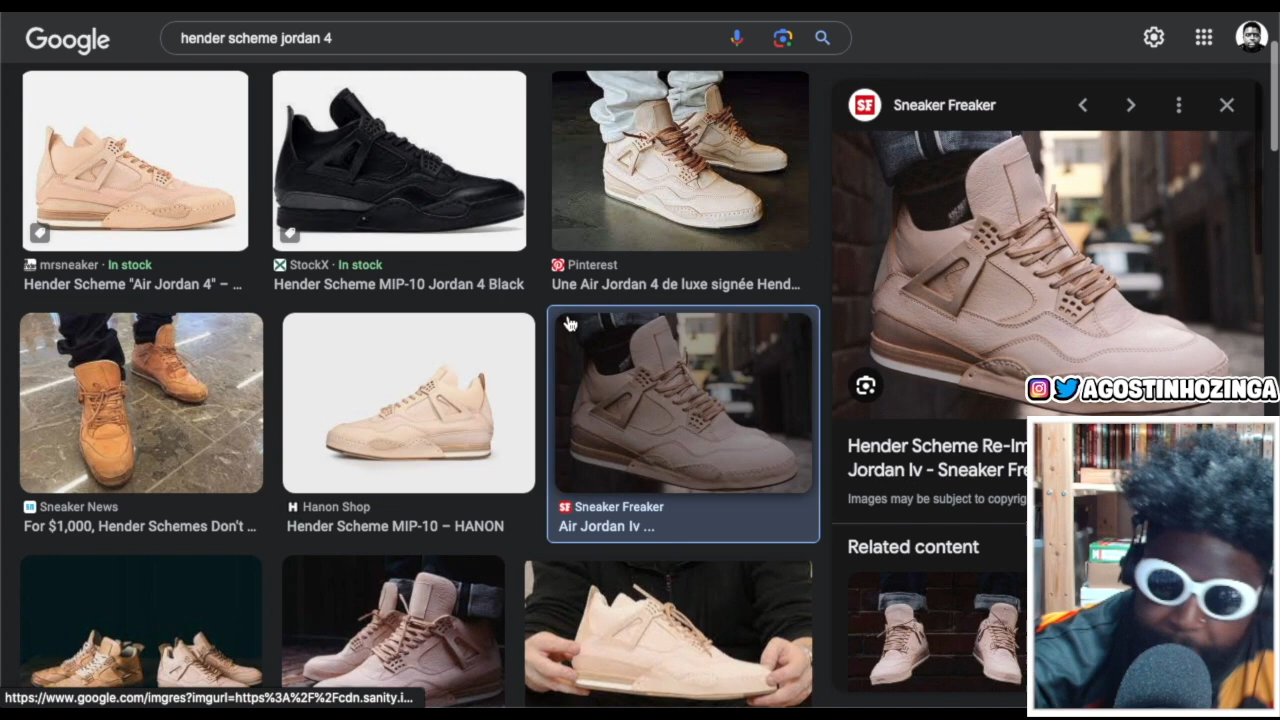 Google
hender scheme jordan 4
SF
Sneaker Freaker
mrsneaker · In stock
Hender Scheme "Air Jordan 4" – ...
StockX · In stock
Hender Scheme MIP-10 Jordan 4 Black
Pinterest
Une Air Jordan 4 de luxe signée Hend...
Sneaker News
For $1,000, Hender Schemes Don't ...
H Hanon Shop
Hender Scheme MIP-10 – HANON
SF Sneaker Freaker
Air Jordan Iv ...
AGOSTINHOZINGA
Hender Scheme Re-Im
Jordan Iv - Sneaker Fre
Images may be subject to copyrig
Related content
https://www.google.com/imgres?imgurl=https%3A%2F%2Fcdn.sanity.i...